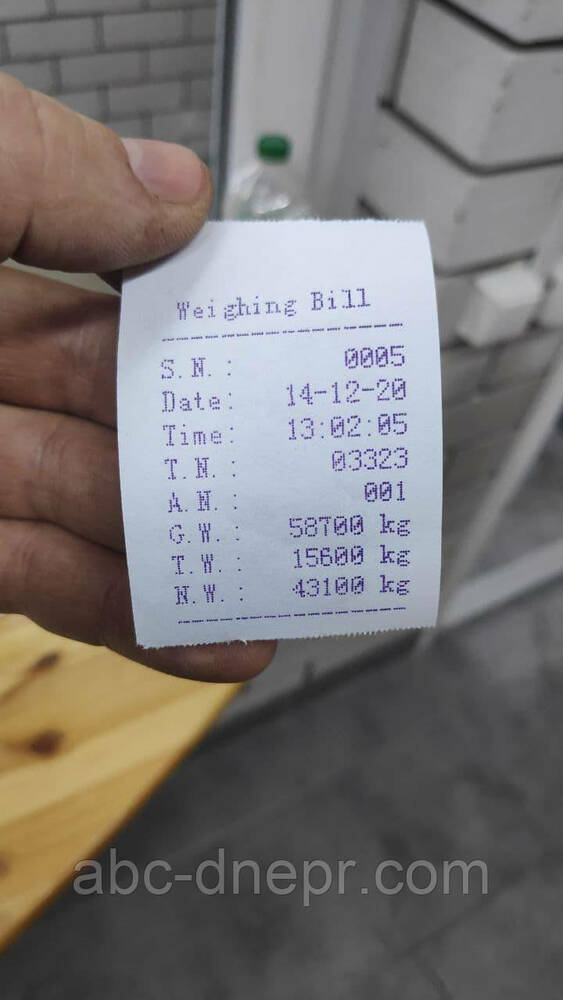 Weighing Bill
S.N.: 0005
Date: 14-12-20
Time: 13:02:05
T.N.: 03323
A.N.: 001
G.W.: 58700 kg
T.W.: 15600 kg
N.W.: 43100 kg
abc-dnepr.com